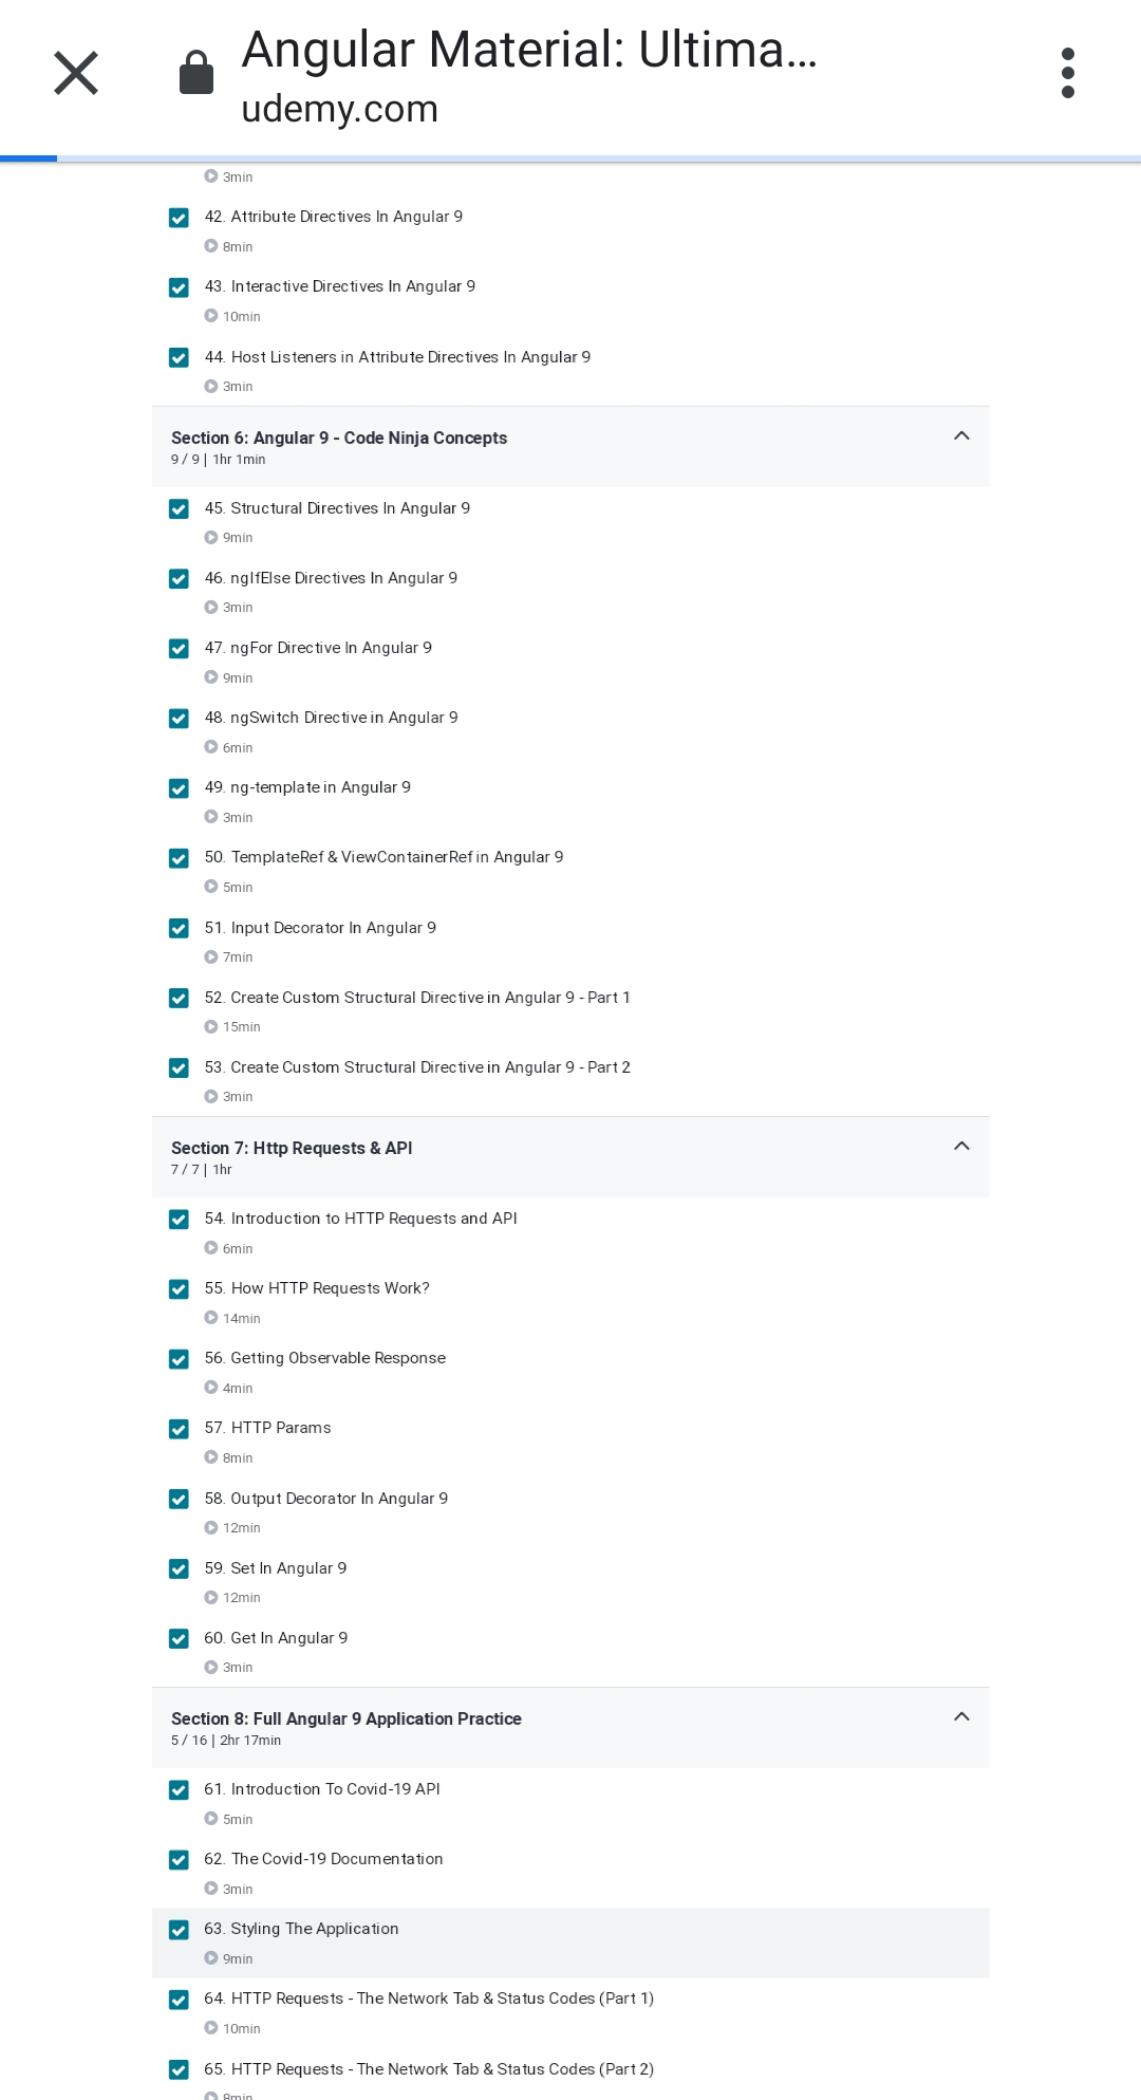 Angular Material: Ultima...
udemy.com
3min
42. Attribute Directives In Angular 9
8min
43. Interactive Directives In Angular 9
10min
44. Host Listeners in Attribute Directives In Angular 9
3min
Section 6: Angular 9 - Code Ninja Concepts
9 / 9 | 1hr 1min
45. Structural Directives In Angular 9
9min
46. ngIfElse Directives In Angular 9
3min
47. ngFor Directive In Angular 9
9min
48. ngSwitch Directive in Angular 9
6min
49. ng-template in Angular 9
3min
50. TemplateRef & ViewContainerRef in Angular 9
5min
51. Input Decorator In Angular 9
7min
52. Create Custom Structural Directive in Angular 9 - Part 1
15min
53. Create Custom Structural Directive in Angular 9 - Part 2
3min
Section 7: Http Requests & API
7 / 7 | 1hr
54. Introduction to HTTP Requests and API
6min
55. How HTTP Requests Work?
14min
56. Getting Observable Response
4min
57. HTTP Params
8min
58. Output Decorator In Angular 9
12min
59. Set In Angular 9
12min
60. Get In Angular 9
3min
Section 8: Full Angular 9 Application Practice
5 / 16 | 2hr 17min
61. Introduction To Covid-19 API
5min
62. The Covid-19 Documentation
3min
63. Styling The Application
9min
64. HTTP Requests - The Network Tab & Status Codes (Part 1)
10min
65. HTTP Requests - The Network Tab & Status Codes (Part 2)
8min